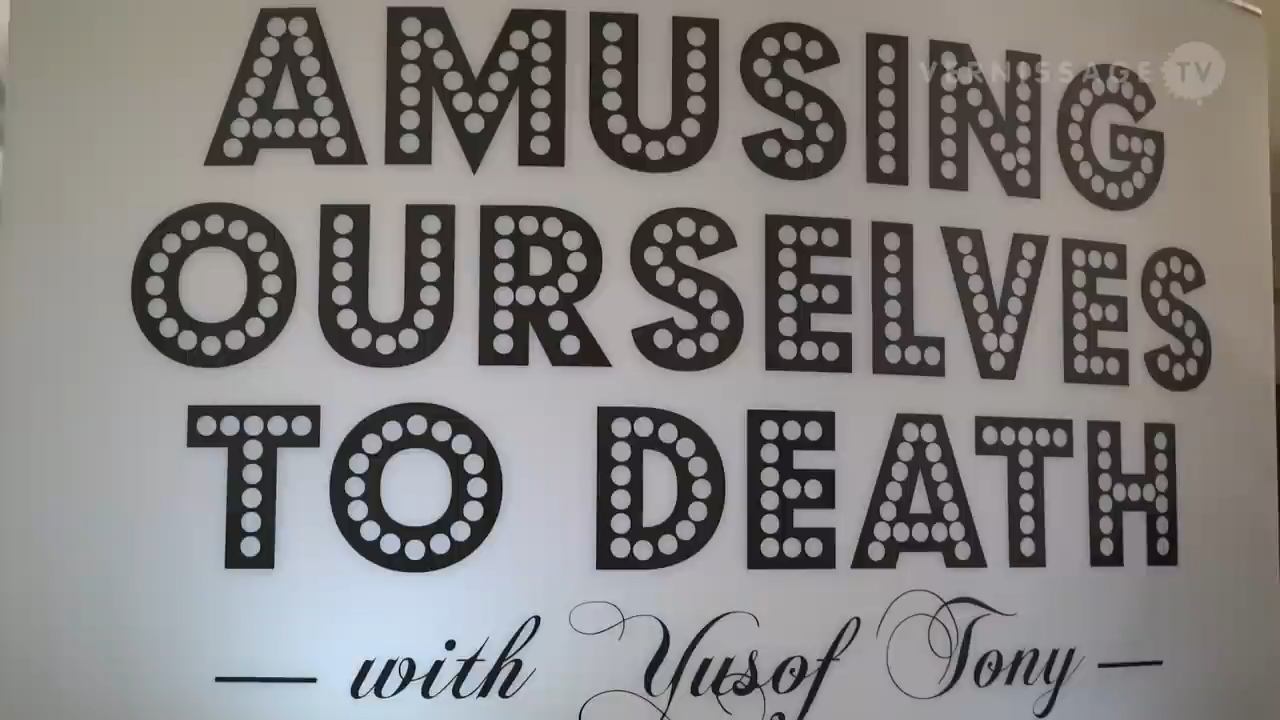 VERNISSAGE TV
AMUSING
OURSELVES
TO DEATH
— with Yusof Tony —